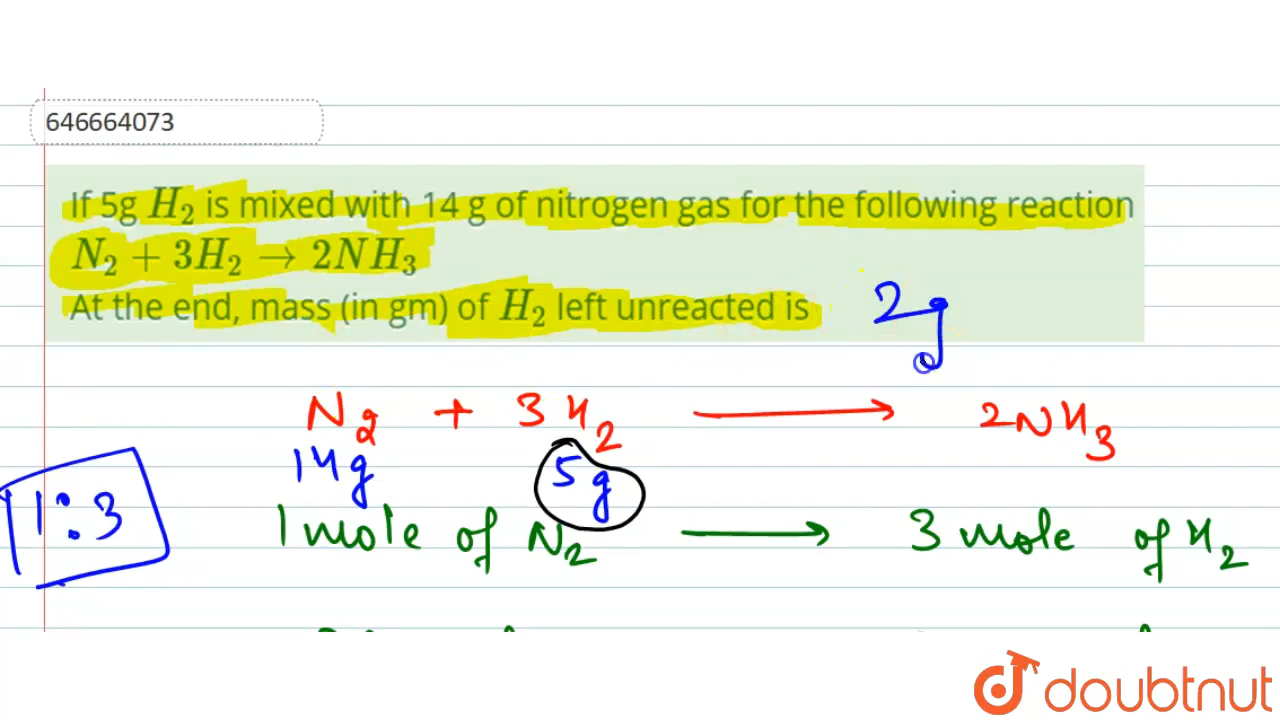 646664073
If 5g H₂ is mixed with 14 g of nitrogen gas for the following reaction
N₂ + 3H₂ → 2NH₃
At the end, mass (in gm) of H₂ left unreacted is 2g
N₂ + 3H₂ → 2NH₃
14g 5g
1:3
1 mole of N₂ → 3 mole of H₂
doubtnut